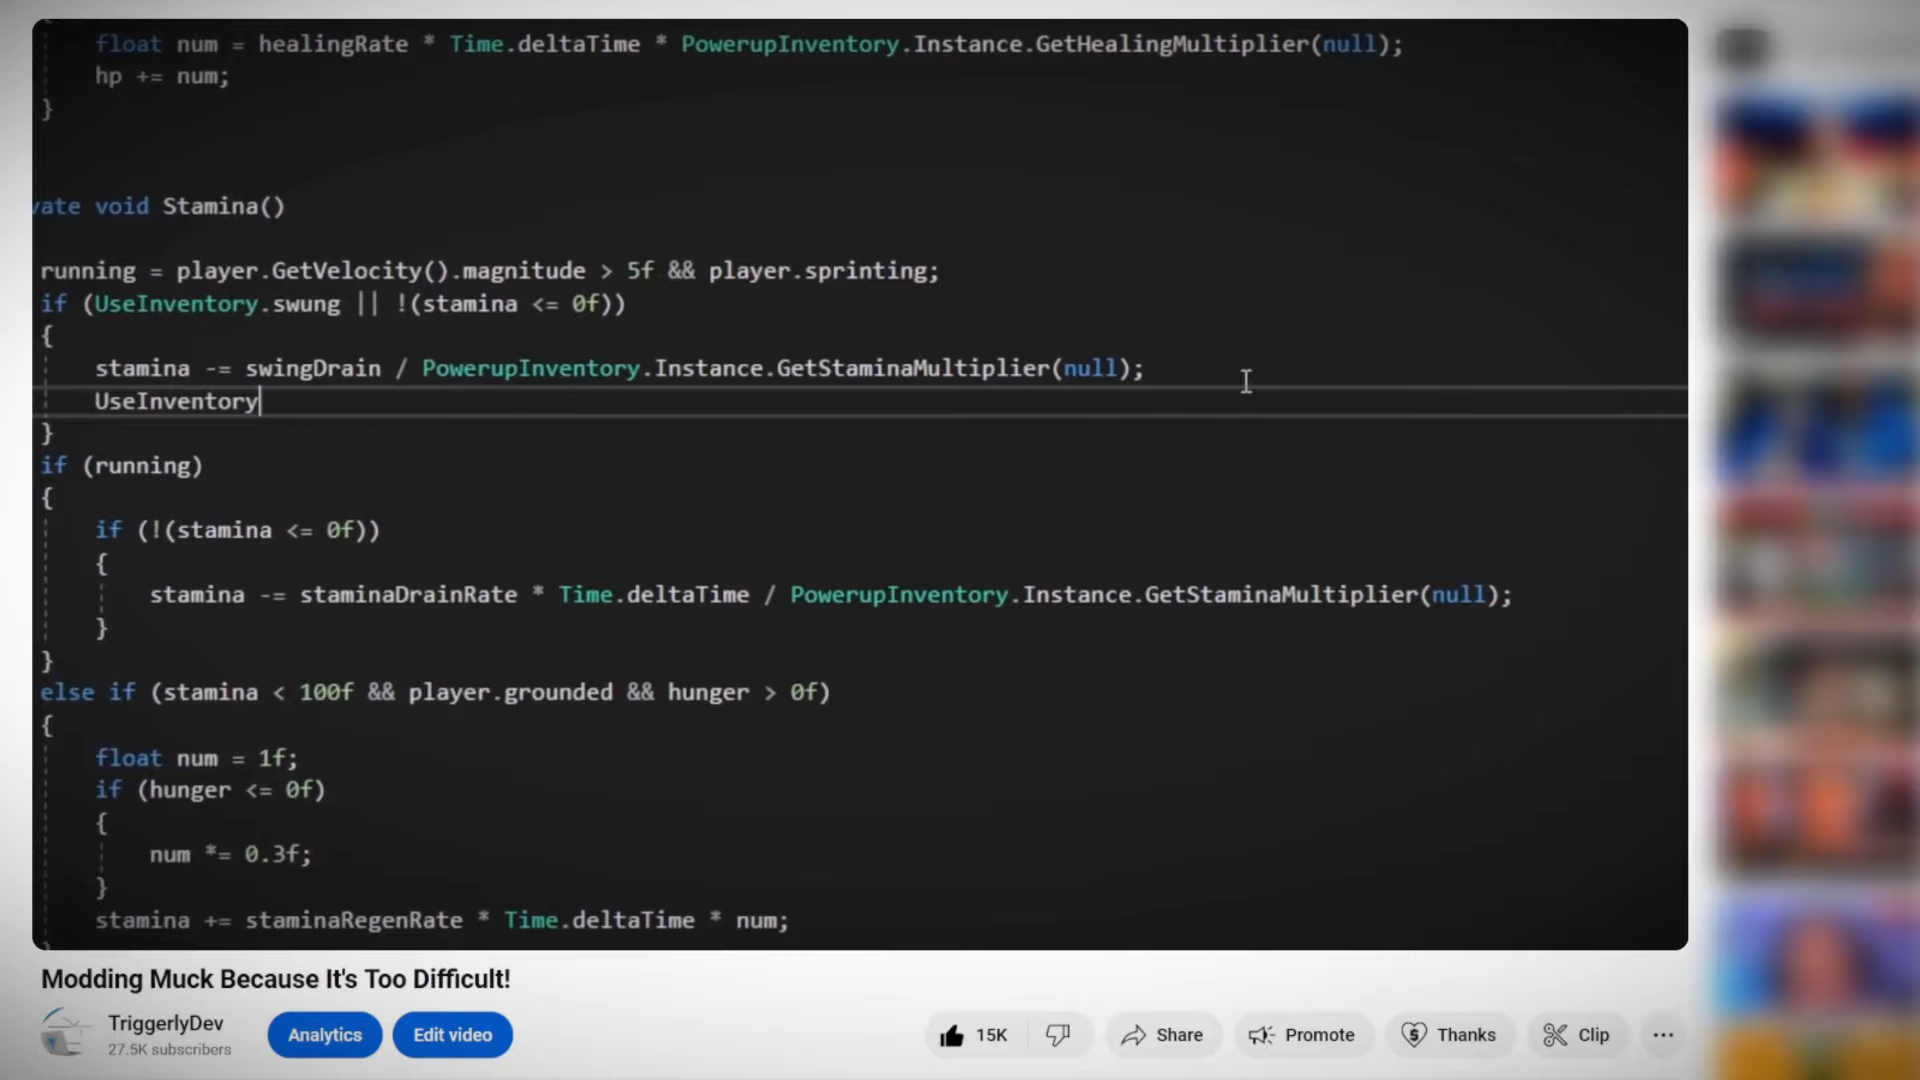 float num = healingRate * Time.deltaTime * PowerupInventory.Instance.GetHealingMultiplier(null);
hp += num;
}
vate void Stamina()
running = player.GetVelocity().magnitude > 5f && player.sprinting;
if (UseInventory.swung || !(stamina <= 0f))
{
stamina -= swingDrain / PowerupInventory.Instance.GetStaminaMultiplier(null);
UseInventory
}
if (running)
{
if (!(stamina <= 0f))
{
stamina -= staminaDrainRate * Time.deltaTime / PowerupInventory.Instance.GetStaminaMultiplier(null);
}
}
else if (stamina < 100f && player.grounded && hunger > 0f)
{
float num = 1f;
if (hunger <= 0f)
{
num *= 0.3f;
}
stamina += staminaRegenRate * Time.deltaTime * num;
Modding Muck Because It's Too Difficult!
TriggerlyDev
27.5K subscribers
Analytics
Edit video
15K
Share
Promote
Thanks
Clip